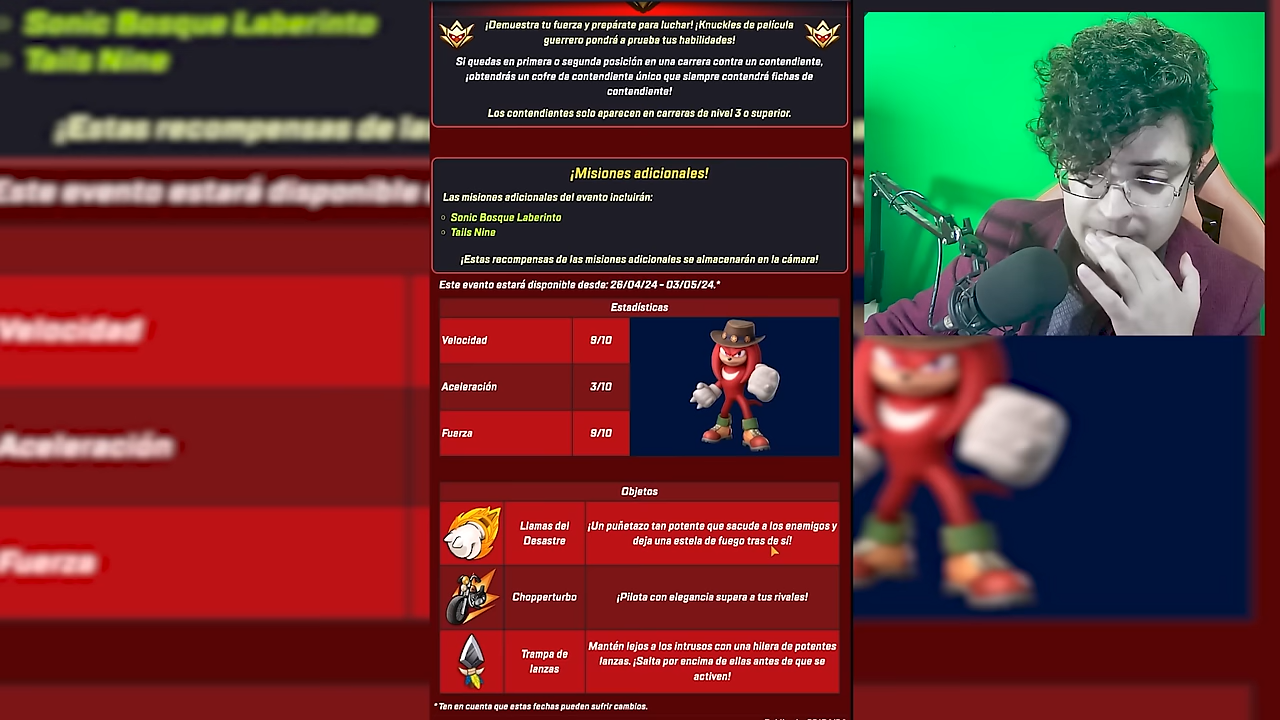 Sonic Bosque Laberinto
Tails Nine
¡Estas recompensas de la
Este evento estará disponible
Velocidad
Aceleración
Fuerza
¡Demuestra tu fuerza y prepárate para luchar! ¡Knuckles de película
guerrero pondrá a prueba tus habilidades!
Si quedas en primera o segunda posición en una carrera contra un contendiente,
¡obtendrás un cofre de contendiente único que siempre contendrá fichas de
contendiente!
Los contendientes solo aparecen en carreras de nivel 3 o superior.
¡Misiones adicionales!
Las misiones adicionales del evento incluirán:
Sonic Bosque Laberinto
Tails Nine
¡Estas recompensas de las misiones adicionales se almacenarán en la cámara!
Este evento estará disponible desde: 26/04/24 - 03/05/24.*
Estadísticas
Velocidad 9/10
Aceleración 3/10
Fuerza 9/10
Objetos
Llamas del
Desastre
¡Un puñetazo tan potente que sacude a los enemigos y
deja una estela de fuego tras de sí!
Chopperturbo
¡Pilota con elegancia supera a tus rivales!
Trampa de
lanzas
Mantén lejos a los intrusos con una hilera de potentes
lanzas. ¡Salta por encima de ellas antes de que se
activen!
* Ten en cuenta que estas fechas pueden sufrir cambios.